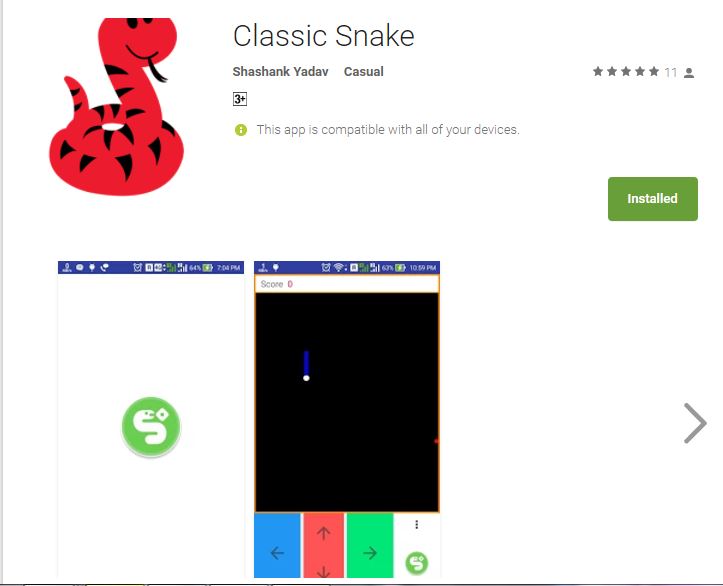 Classic Snake
Shashank Yadav Casual
11
3+
This app is compatible with all of your devices.
Installed
64% 7:04 PM
63% 10:59 PM
Score 0